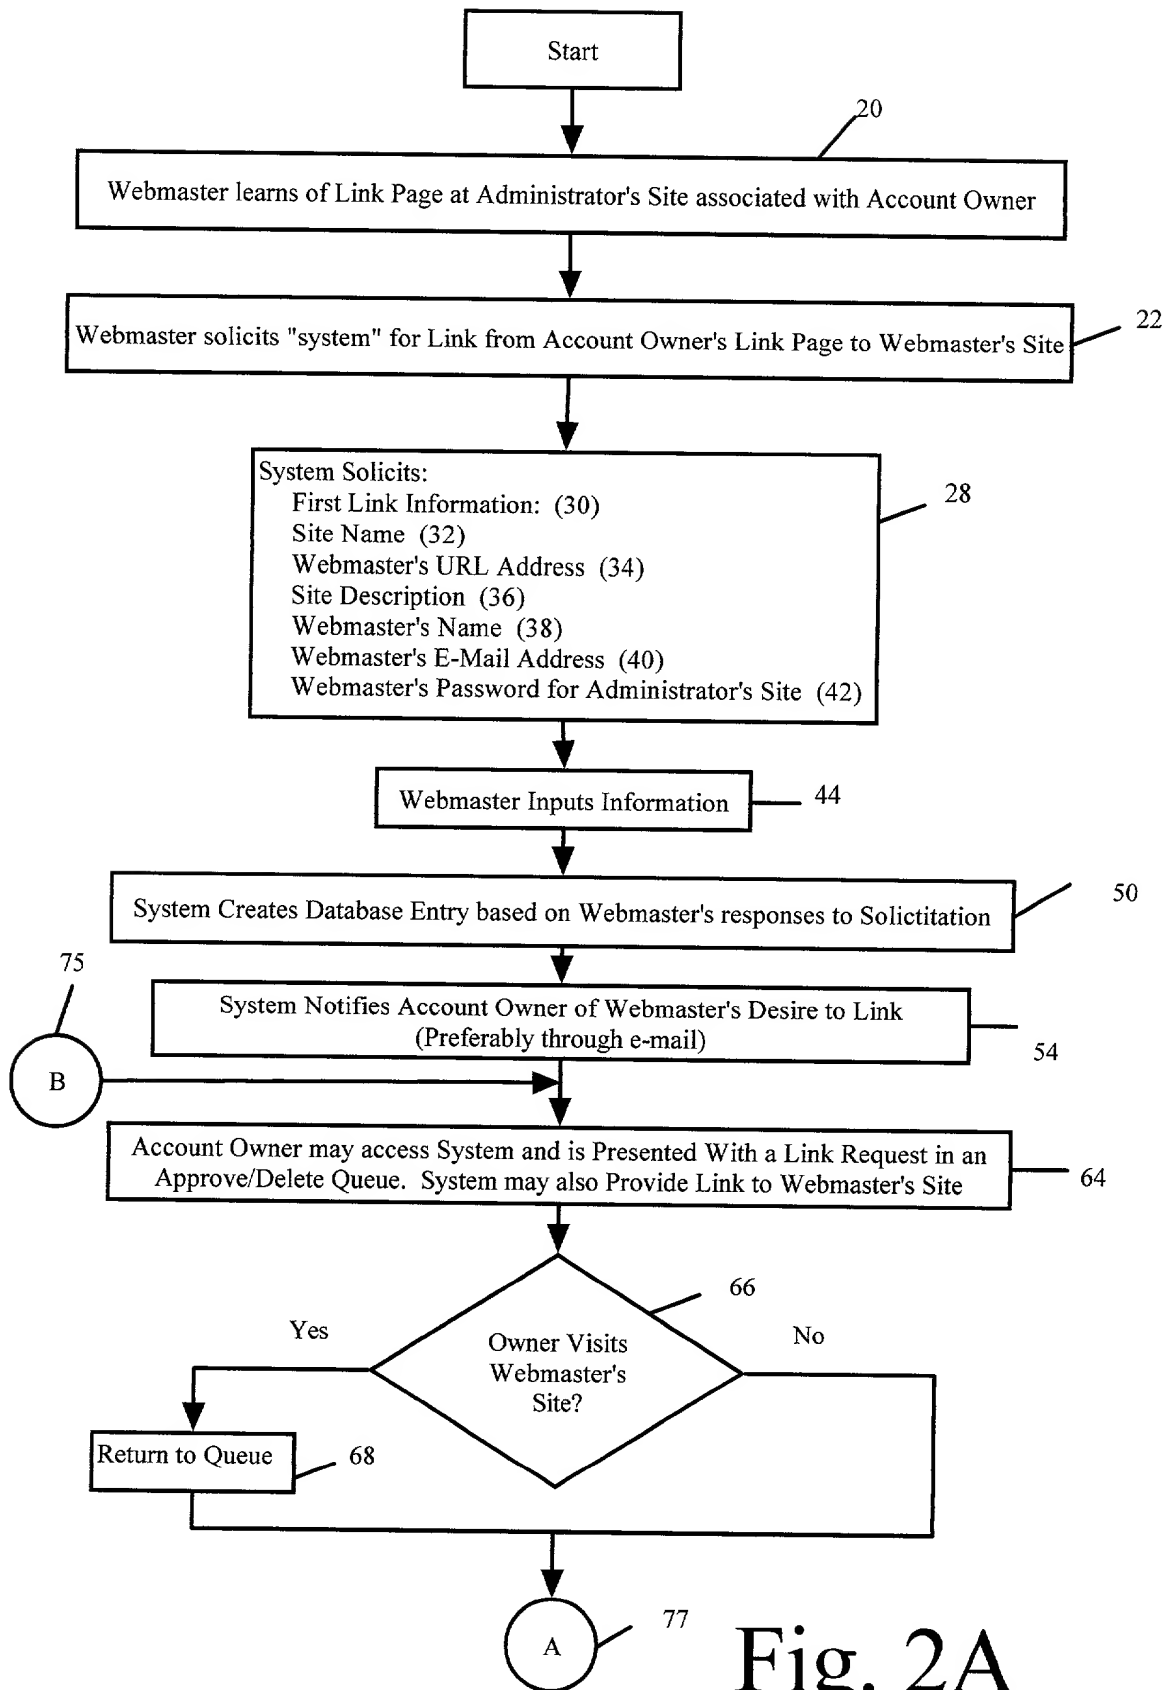 Start
20
Webmaster learns of Link Page at Administrator's Site associated with Account Owner
22
Webmaster solicits "system" for Link from Account Owner's Link Page to Webmaster's Site
System Solicits:
28
First Link Information: (30)
Site Name (32)
Webmaster's URL Address (34)
Site Description (36)
Webmaster's Name (38)
Webmaster's E-Mail Address (40)
Webmaster's Password for Administrator's Site (42)
Webmaster Inputs Information
44
System Creates Database Entry based on Webmaster's responses to Solictitation
50
75
System Notifies Account Owner of Webmaster's Desire to Link
(Preferably through e-mail)
54
B
Account Owner may access System and is Presented With a Link Request in an
Approve/Delete Queue. System may also Provide Link to Webmaster's Site
64
66
Yes
No
Owner Visits
Webmaster's
Site?
Return to Queue
68
77
A
Fig. 2A